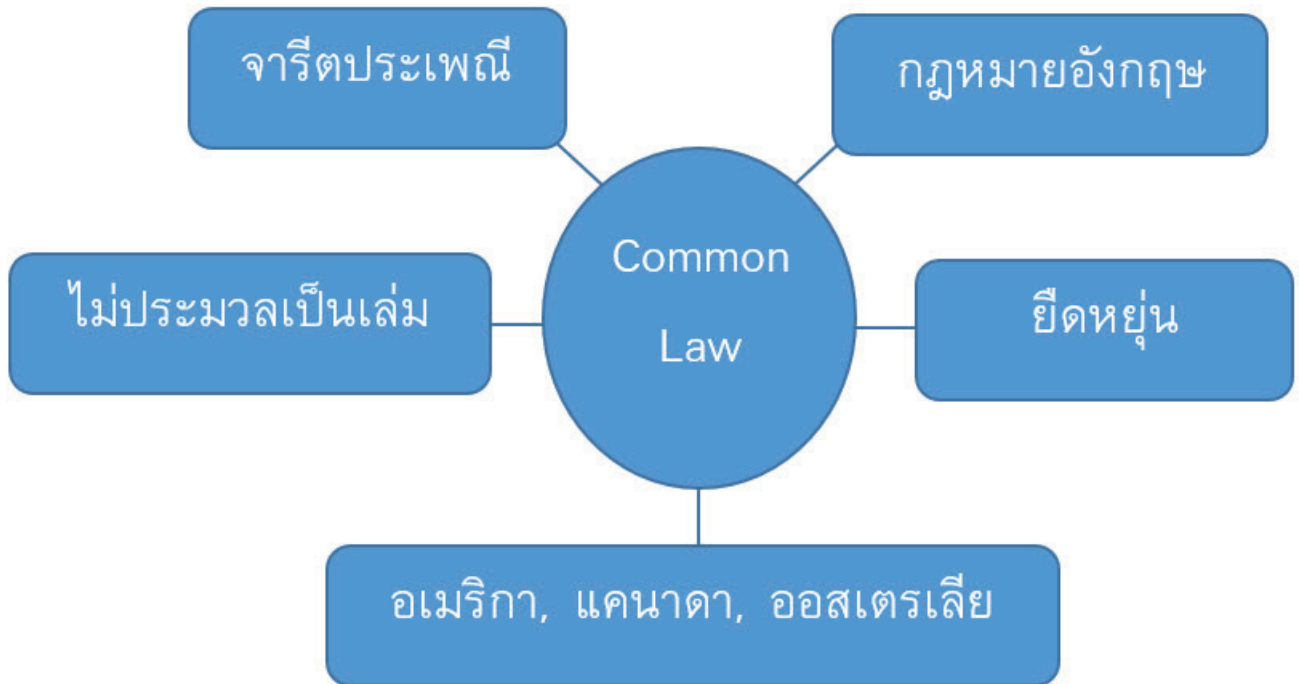 จารีตประเพณี
กฎหมายอังกฤษ
Common
Law
ไม่ประมวลเป็นเล่ม
ยืดหยุ่น
อเมริกา, แคนาดา, ออสเตรเลีย